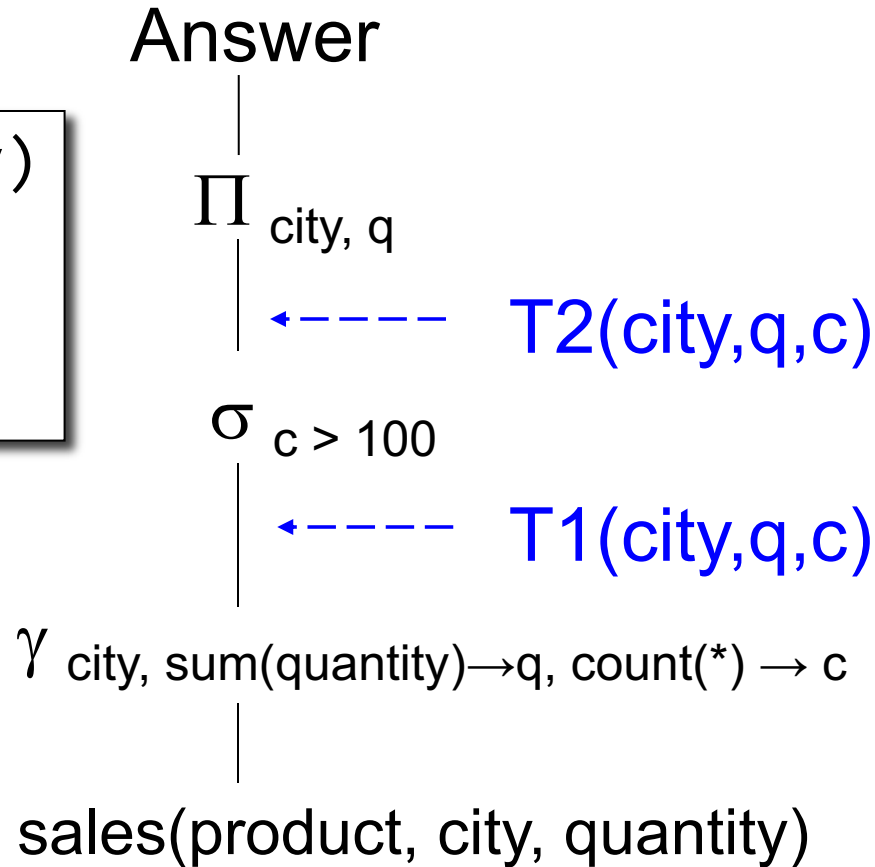 Answer
)
Π city, q
T2(city,q,c)
σ c > 100
T1(city,q,c)
γ city, sum(quantity)→q, count(*) → c
sales(product, city, quantity)